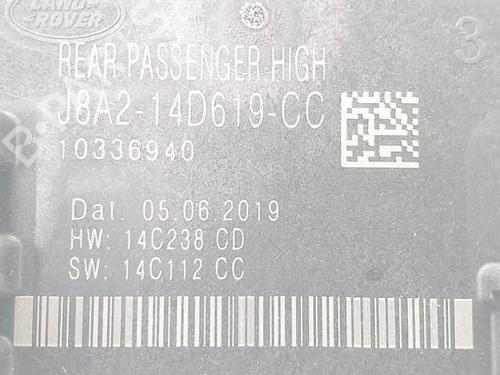 LAND
ROVER
3
REAR PASSENGER HIGH
J8A2-14D619-CC
10336940
Dat. 05.06.2019
HW: 14C238 CD
SW: 14C112 CC